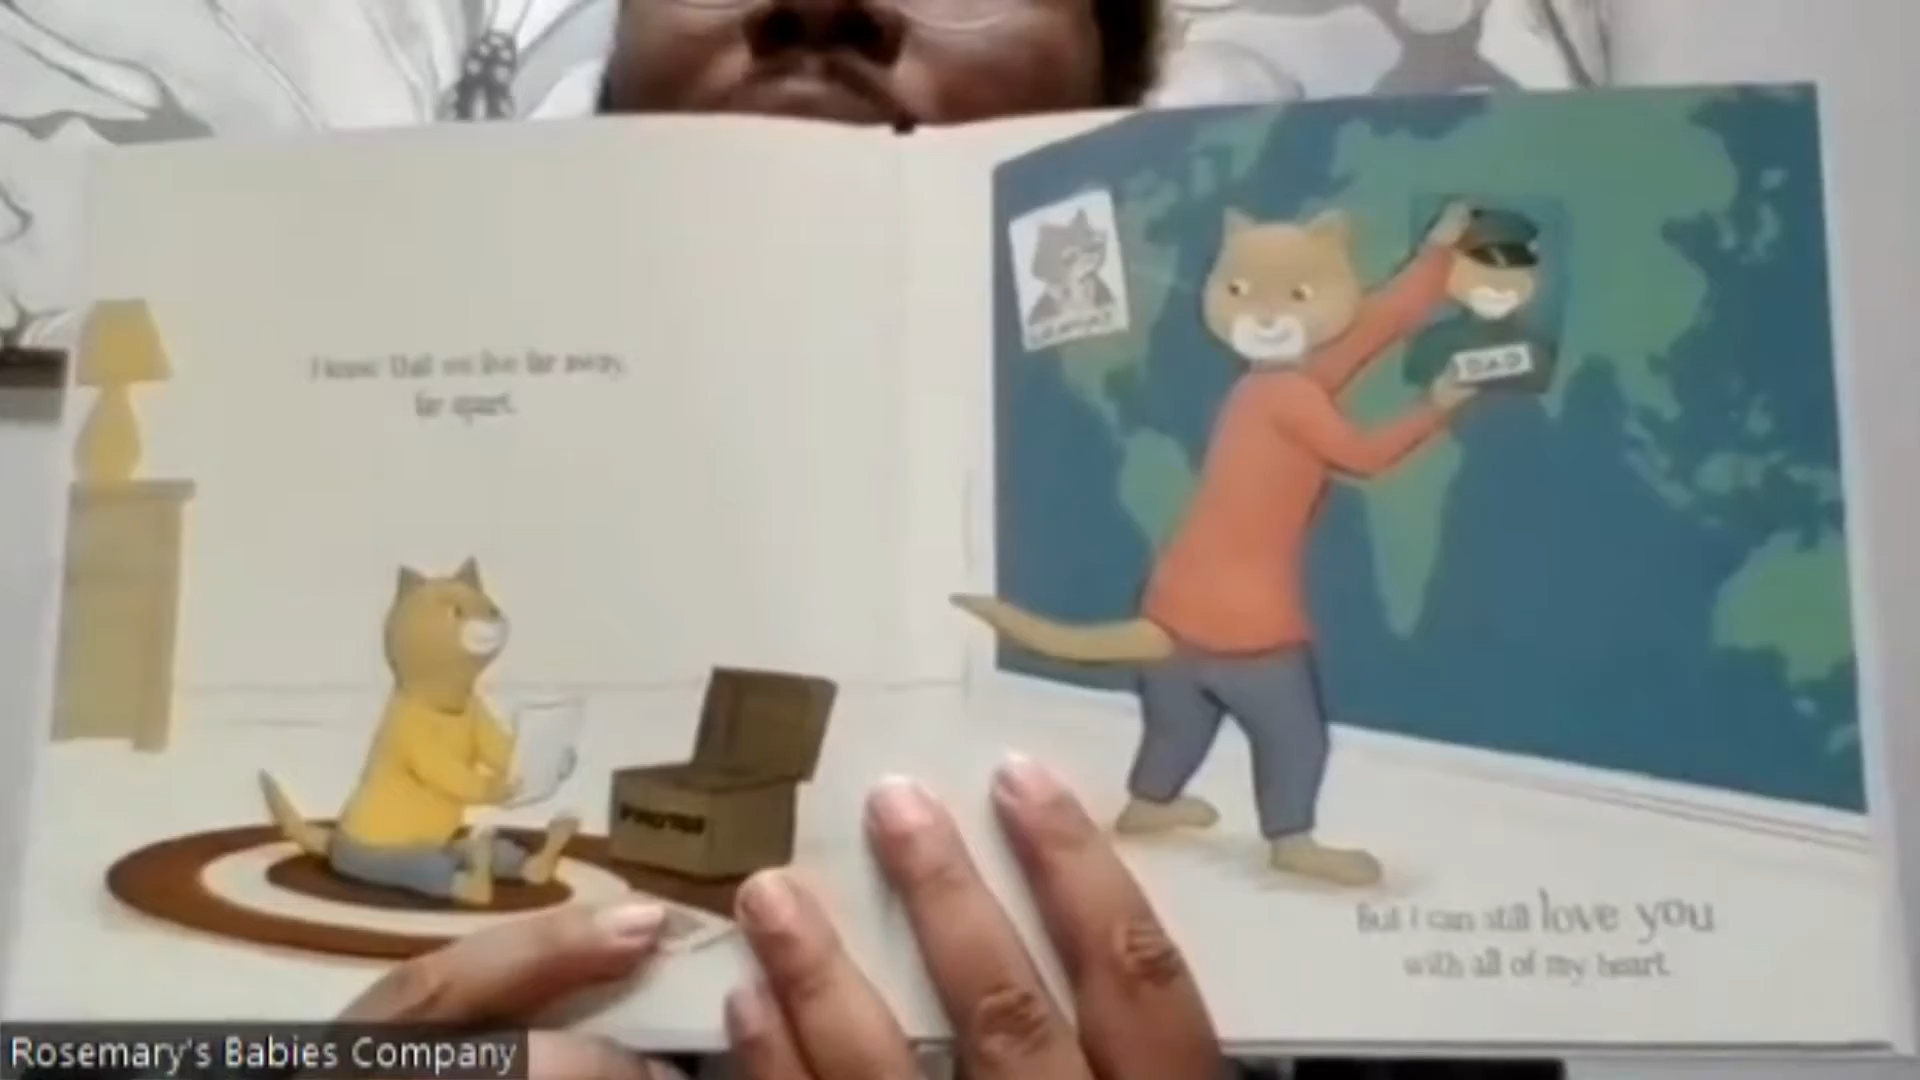 I know that we live far away,
far apart.
PHOTOS
DAD
But I can still love you
with all of my heart.
Rosemary's Babies Company